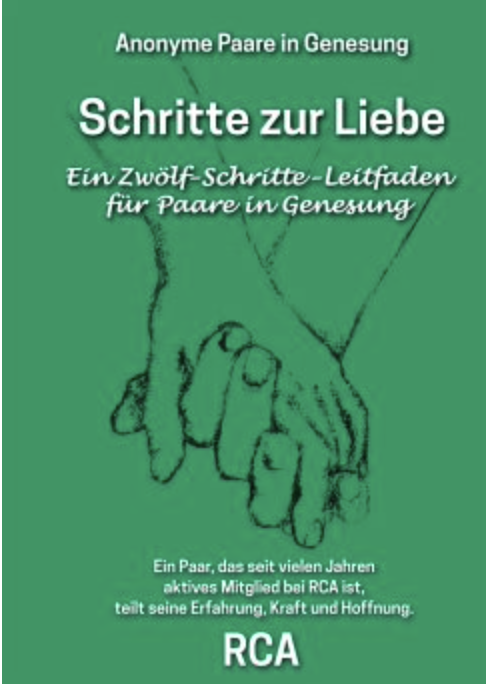 Anonyme Paare in Genesung
Schritte zur Liebe
Ein Zwölf-Schritte-Leitfaden
für Paare in Genesung
Ein Paar, das seit vielen Jahren
aktives Mitglied bei RCA ist,
teilt seine Erfahrung, Kraft und Hoffnung.
RCA